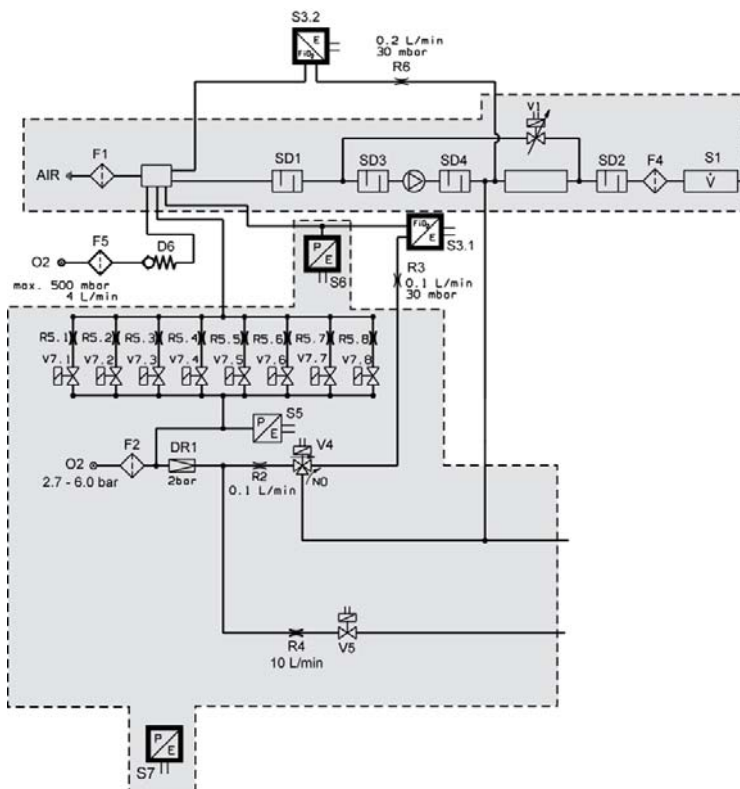 S3.2
E
FiO2
0.2 L/min
30 mbar
R6
V1
F1
AIR
SD1
SD3
SD4
SD2
F4
S1
V
FiO2
E
S3.1
P
E
S6
F5
D6
O2
max. 500 mbar
4 L/min
R3
0.1 L/min
30 mbar
R5.1 R5.2 R5.3 R5.4 R5.5 R5.6 R5.7 R5.8
V7.1 V7.2 V7.3 V7.4 V7.5 V7.6 V7.7 V7.8
P
E
S5
F2
DR1
V4
O2
2bar
R2
NO
2.7 - 6.0 bar
0.1 L/min
R4
V5
10 L/min
P
E
S7